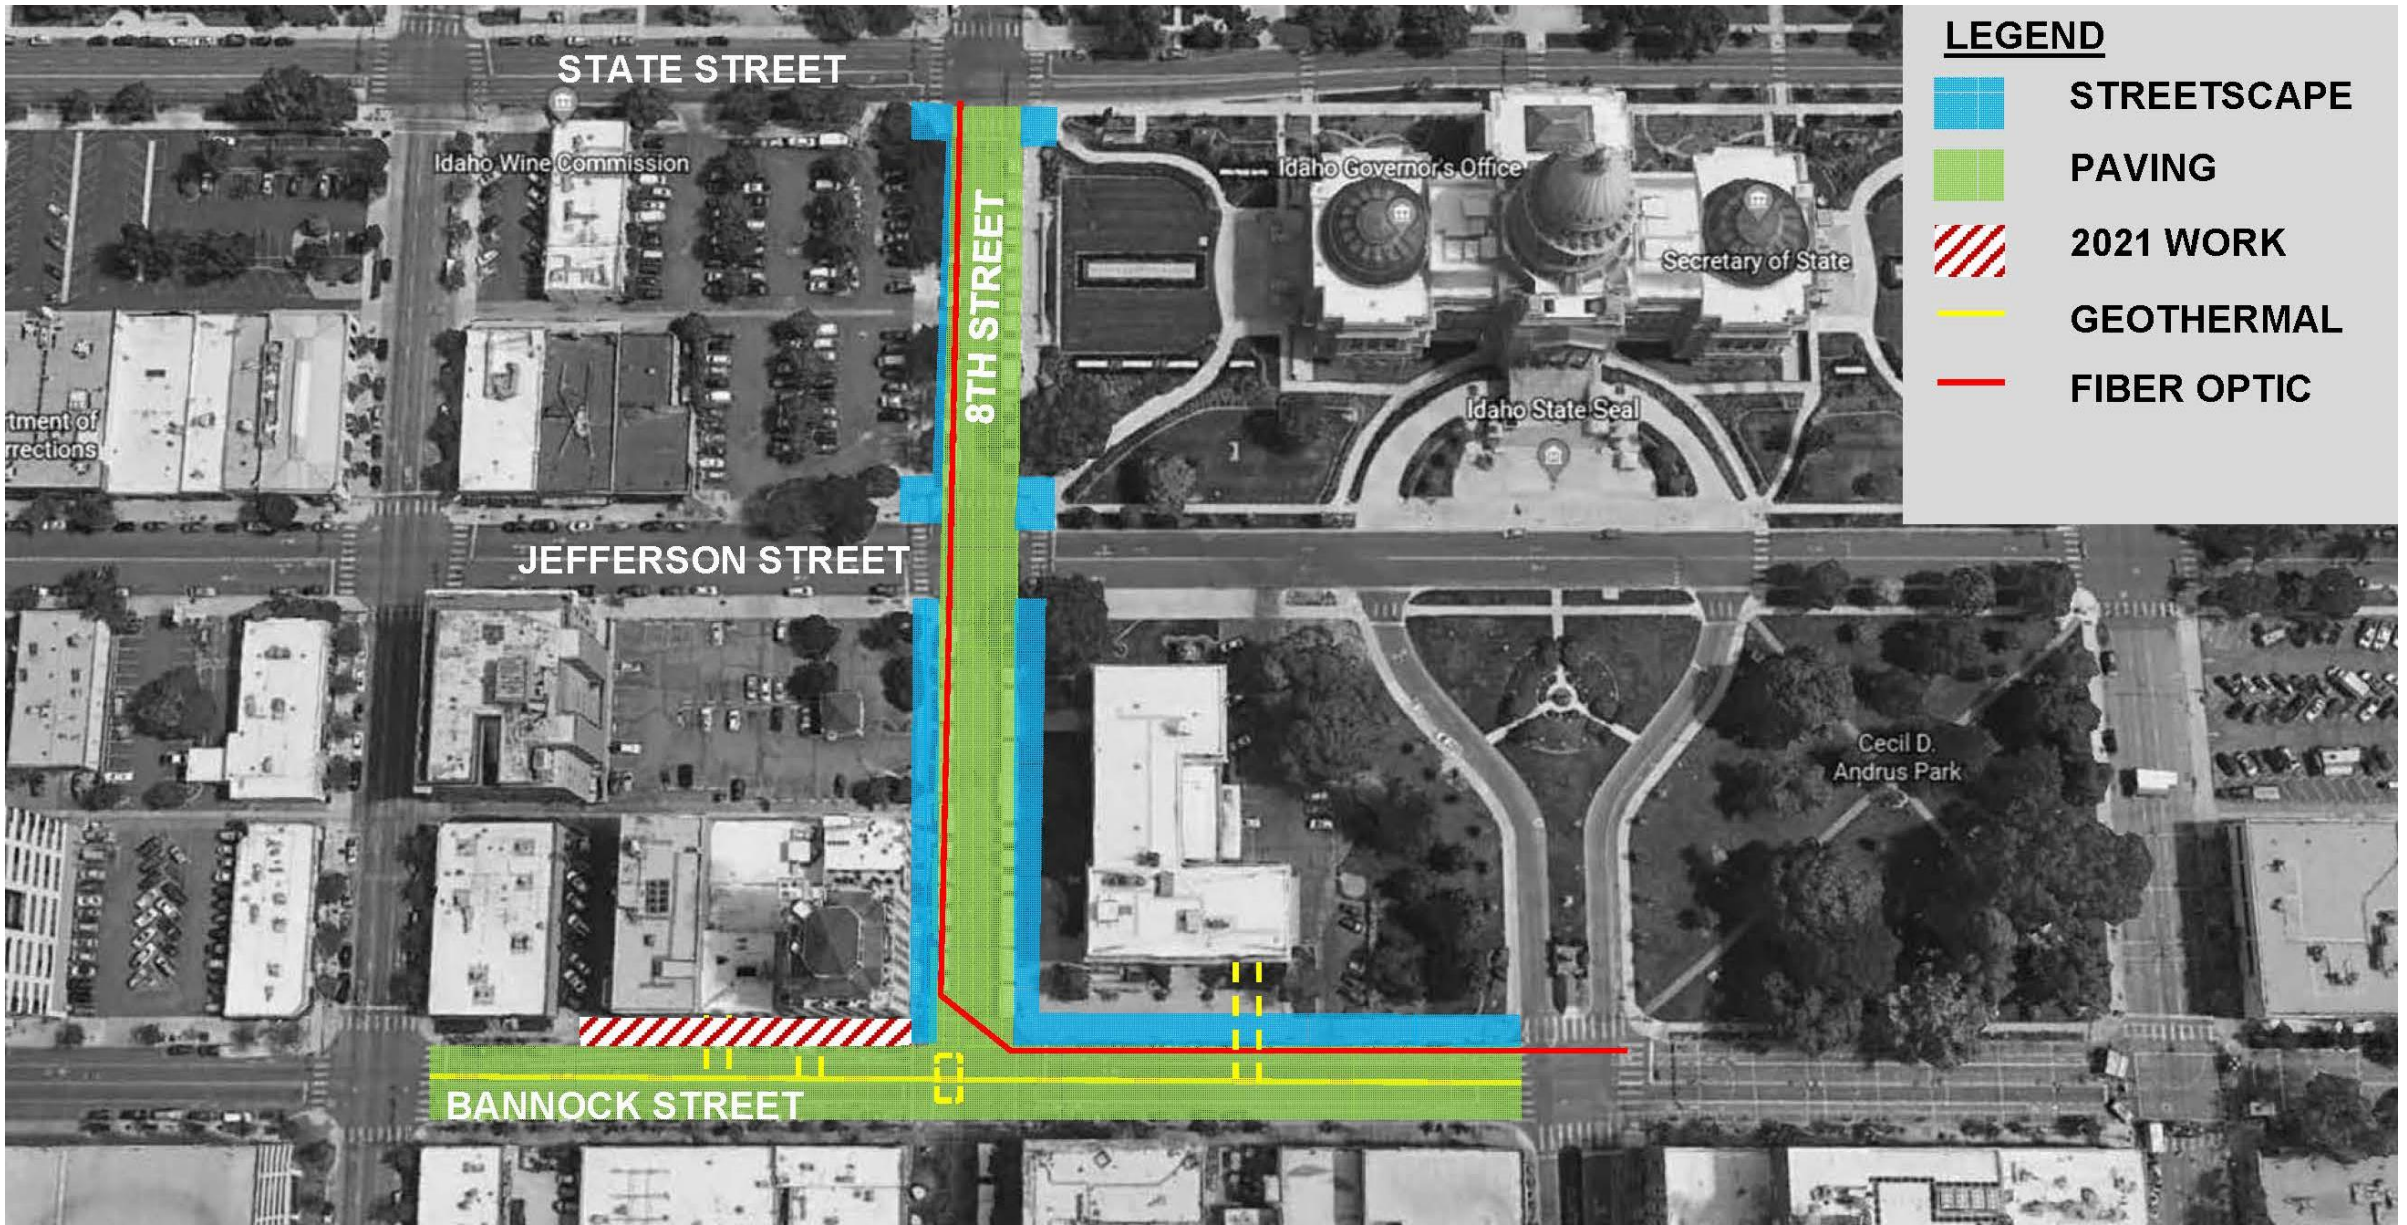 LEGEND
STREETSCAPE
PAVING
2021 WORK
GEOTHERMAL
FIBER OPTIC
STATE STREET
Idaho Wine Commission
Idaho Governor's Office
8TH STREET
Secretary of State
Idaho State Seal
tment of
rrections
JEFFERSON STREET
Cecil D.
Andrus Park
BANNOCK STREET